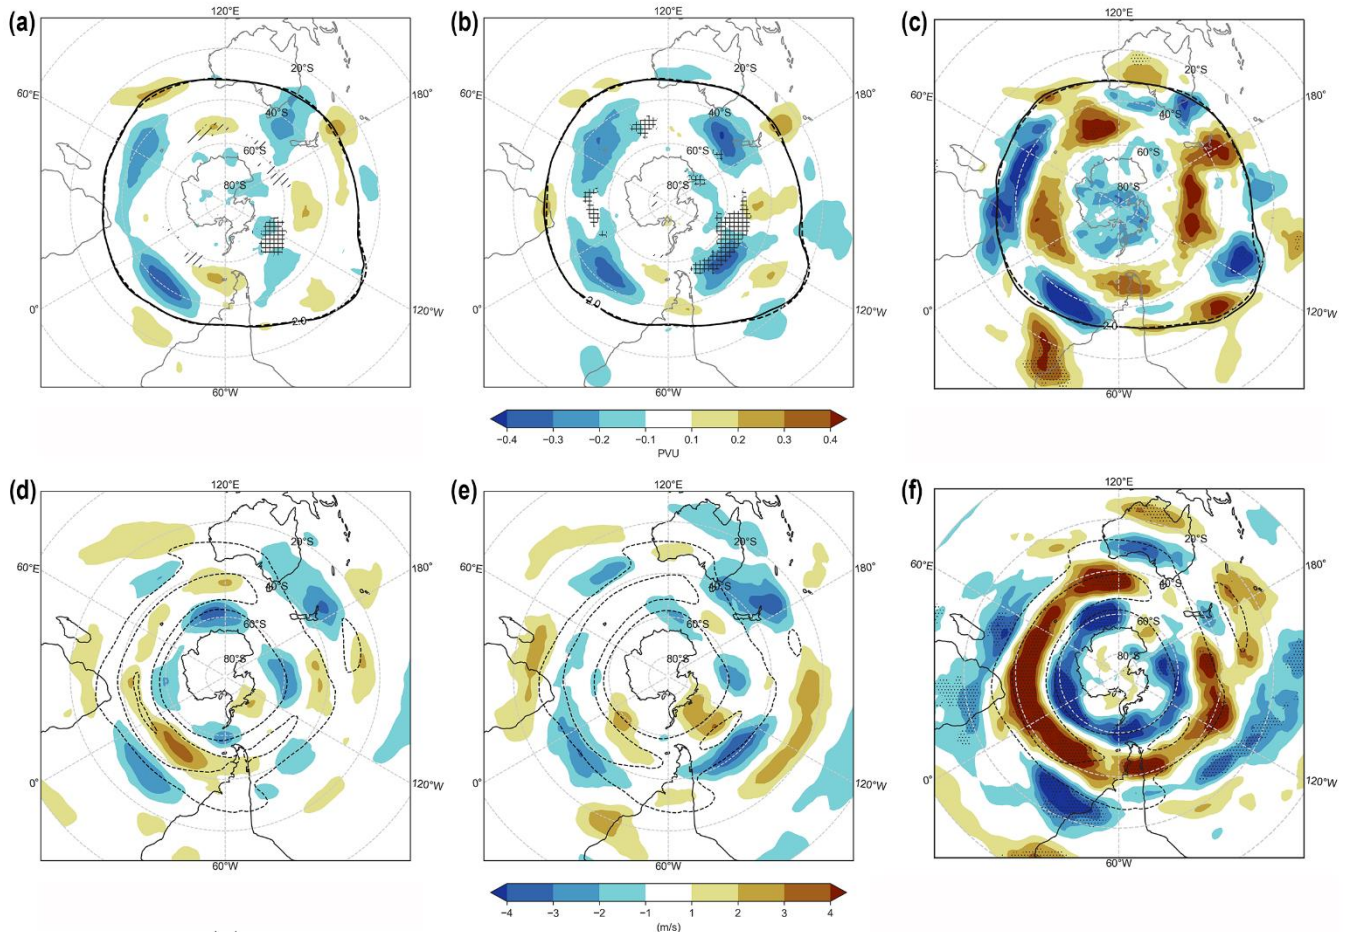 (a) 120°E (b) 120°E (c) 120°E
20°S 20°S 20°S
60°E 180° 60°E 180° 60°E 180°
40°S 40°S 40°S
60°S 60°S 60°S
80°S 80°S 80°S
0° 2.0 120°W 0° 2.0 120°W 0° 2.0 120°W
60°W 60°W 60°W
−0.4 −0.3 −0.2 −0.1 0.1 0.2 0.3 0.4
PVU
(d) 120°E (e) 120°E (f) 120°E
20°S 20°S 20°S
60°E 180° 60°E 180° 60°E 180°
40°S 40°S 40°S
60°S 60°S 60°S
80°S 80°S 80°S
0° 120°W 0° 120°W 0° 120°W
60°W 60°W 60°W
−4 −3 −2 −1 1 2 3 4
(m/s)